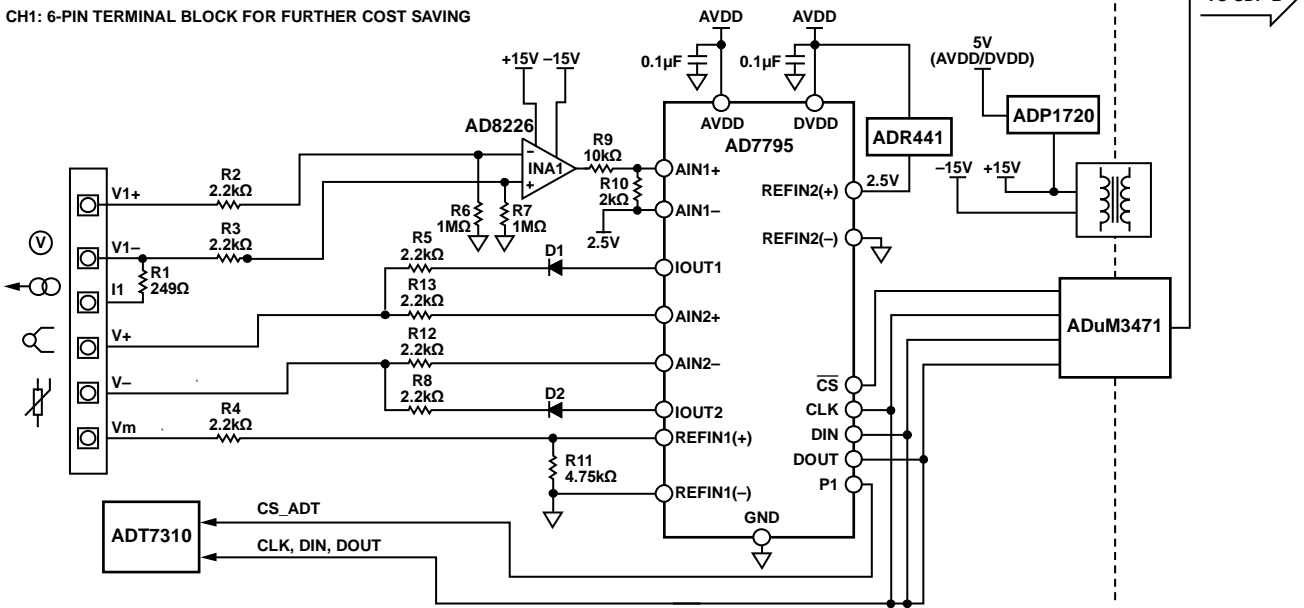 CH1: 6-PIN TERMINAL BLOCK FOR FURTHER COST SAVING
AVDD
AVDD
5V
(AVDD/DVDD)
0.1µF
0.1µF
+15V –15V
AVDD
DVDD
AD7795
ADR441
ADP1720
AD8226
INA1
–
+
R9
10kΩ
R10
2kΩ
2.5V
AIN1+
AIN1–
REFIN2(+)
2.5V
REFIN2(–)
–15V +15V
V1+
R2
2.2kΩ
R6
1MΩ
R7
1MΩ
V1–
R3
2.2kΩ
V
R1
249Ω
I1
R5
2.2kΩ
D1
IOUT1
R13
2.2kΩ
AIN2+
V+
R12
2.2kΩ
AIN2–
V–
R8
2.2kΩ
D2
IOUT2
Vm
R4
2.2kΩ
REFIN1(+)
R11
4.75kΩ
REFIN1(–)
CS
CLK
DIN
DOUT
P1
GND
ADuM3471
ADT7310
CS_ADT
CLK, DIN, DOUT